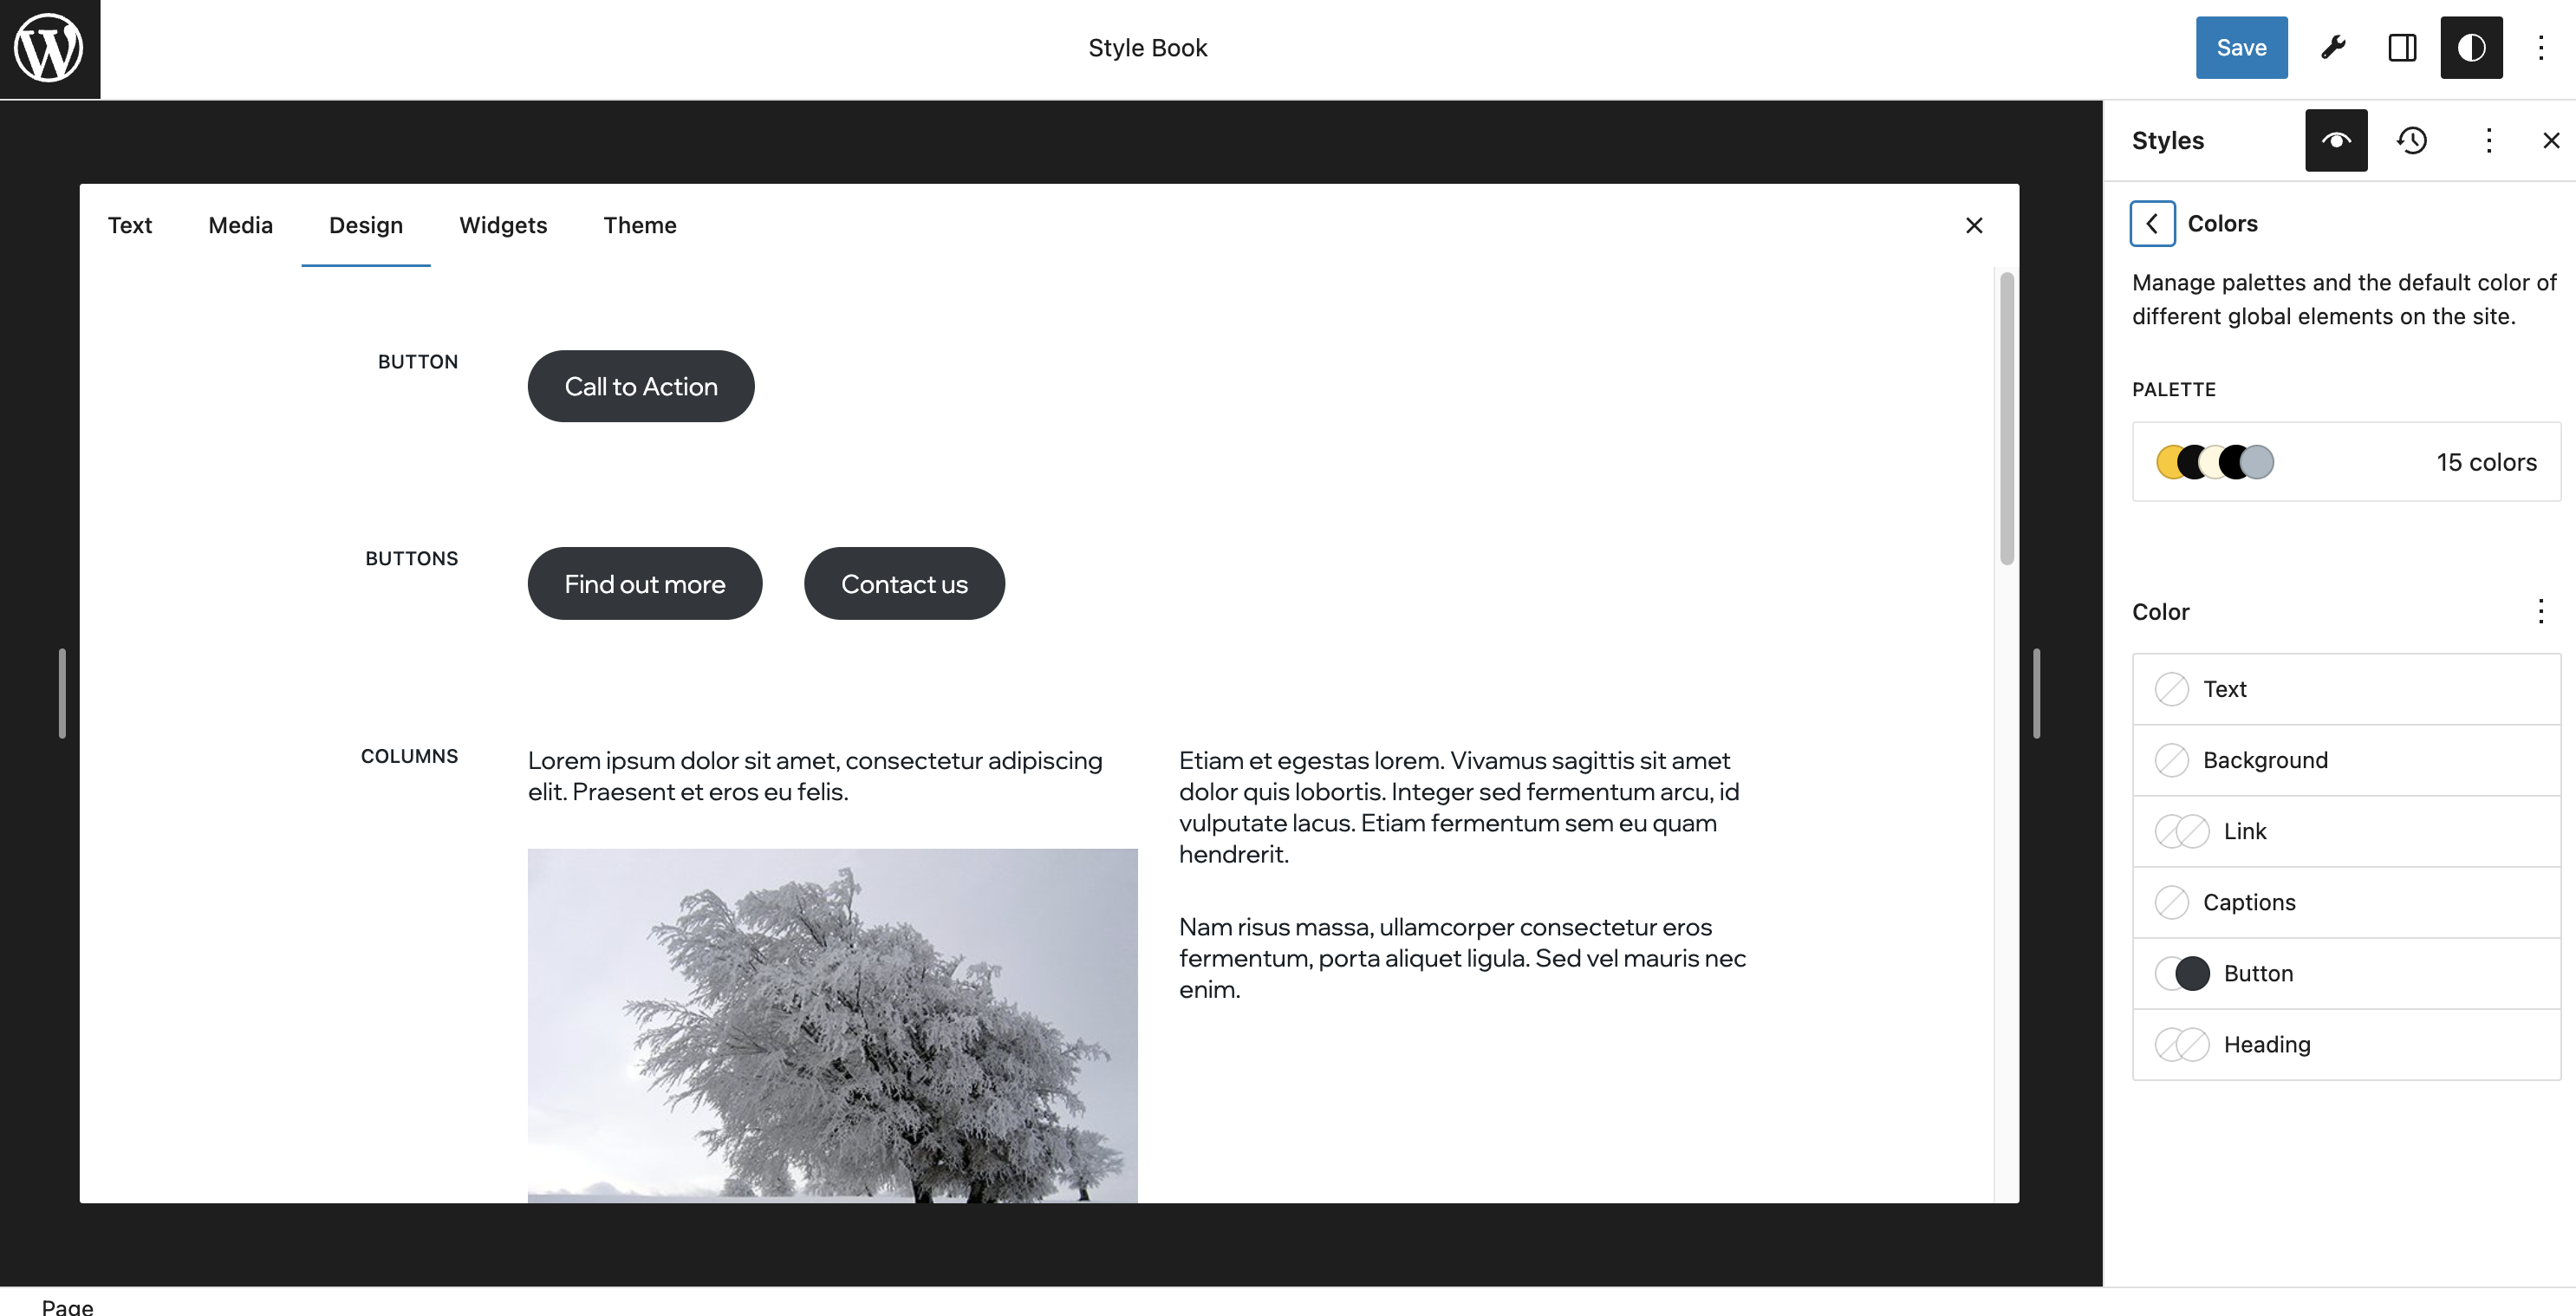 Style Book
Save
Text
Media
Design
Widgets
Theme
BUTTON
Call to Action
BUTTONS
Find out more
Contact us
COLUMNS
Lorem ipsum dolor sit amet, consectetur adipiscing
elit. Praesent et eros eu felis.
Etiam et egestas lorem. Vivamus sagittis sit amet
dolor quis lobortis. Integer sed fermentum arcu, id
vulputate lacus. Etiam fermentum sem eu quam
hendrerit.
Nam risus massa, ullamcorper consectetur eros
fermentum, porta aliquet ligula. Sed vel mauris nec
enim.
Styles
Colors
Manage palettes and the default color of
different global elements on the site.
PALETTE
15 colors
Color
Text
Background
Link
Captions
Button
Heading
Page